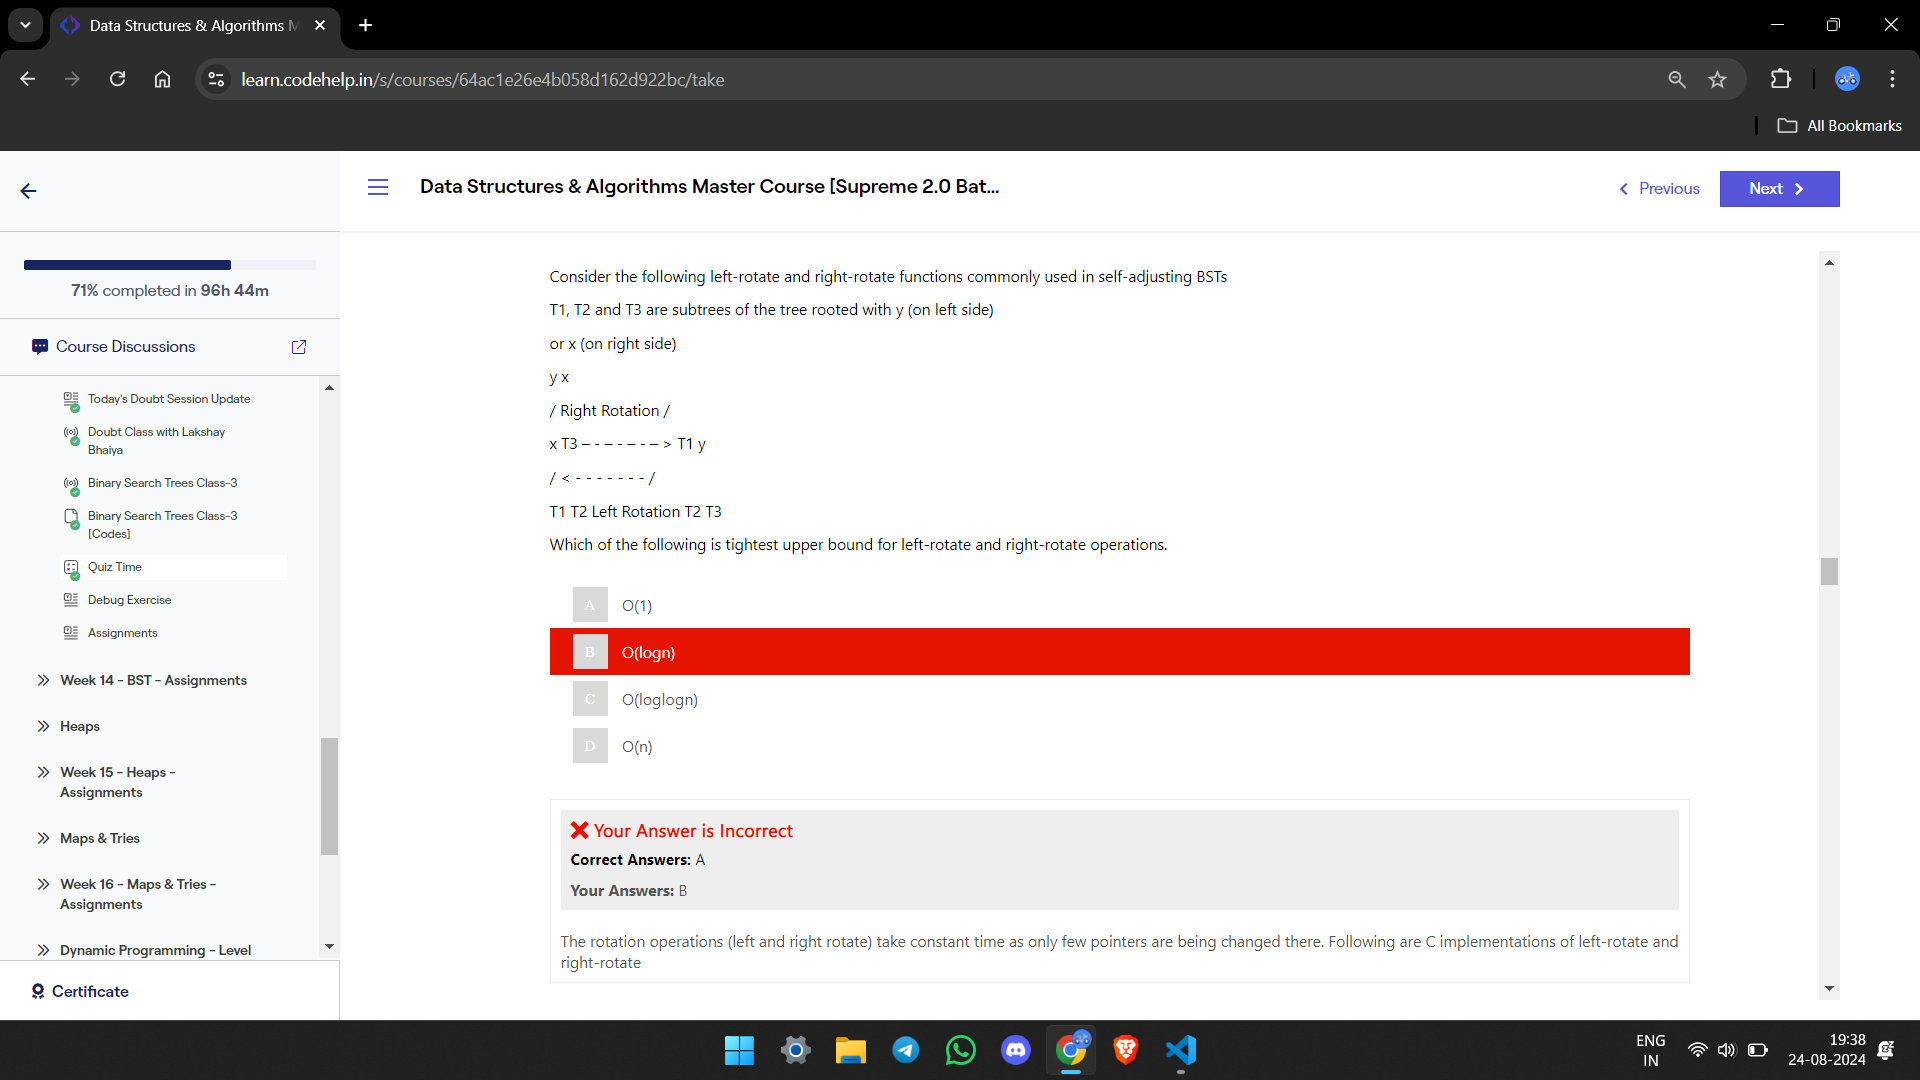 Data Structures & Algorithms M
learn.codehelp.in/s/courses/64ac1e26e4b058d162d922bc/take
All Bookmarks
Data Structures & Algorithms Master Course [Supreme 2.0 Bat...
Previous
Next
71% completed in 96h 44m
Course Discussions
Today's Doubt Session Update
Doubt Class with Lakshay
Bhaiya
Binary Search Trees Class-3
Binary Search Trees Class-3
[Codes]
Quiz Time
Debug Exercise
Assignments
Week 14 - BST - Assignments
Heaps
Week 15 - Heaps -
Assignments
Maps & Tries
Week 16 - Maps & Tries -
Assignments
Dynamic Programming - Level
Certificate
Consider the following left-rotate and right-rotate functions commonly used in self-adjusting BSTs
T1, T2 and T3 are subtrees of the tree rooted with y (on left side)
or x (on right side)
y x
/ Right Rotation /
x T3 – - – - – - – > T1 y
/ < - - - - - - - /
T1 T2 Left Rotation T2 T3
Which of the following is tightest upper bound for left-rotate and right-rotate operations.
A O(1)
B O(logn)
C O(loglogn)
D O(n)
Your Answer is Incorrect
Correct Answers: A
Your Answers: B
The rotation operations (left and right rotate) take constant time as only few pointers are being changed there. Following are C implementations of left-rotate and
right-rotate
ENG
IN
19:38
24-08-2024